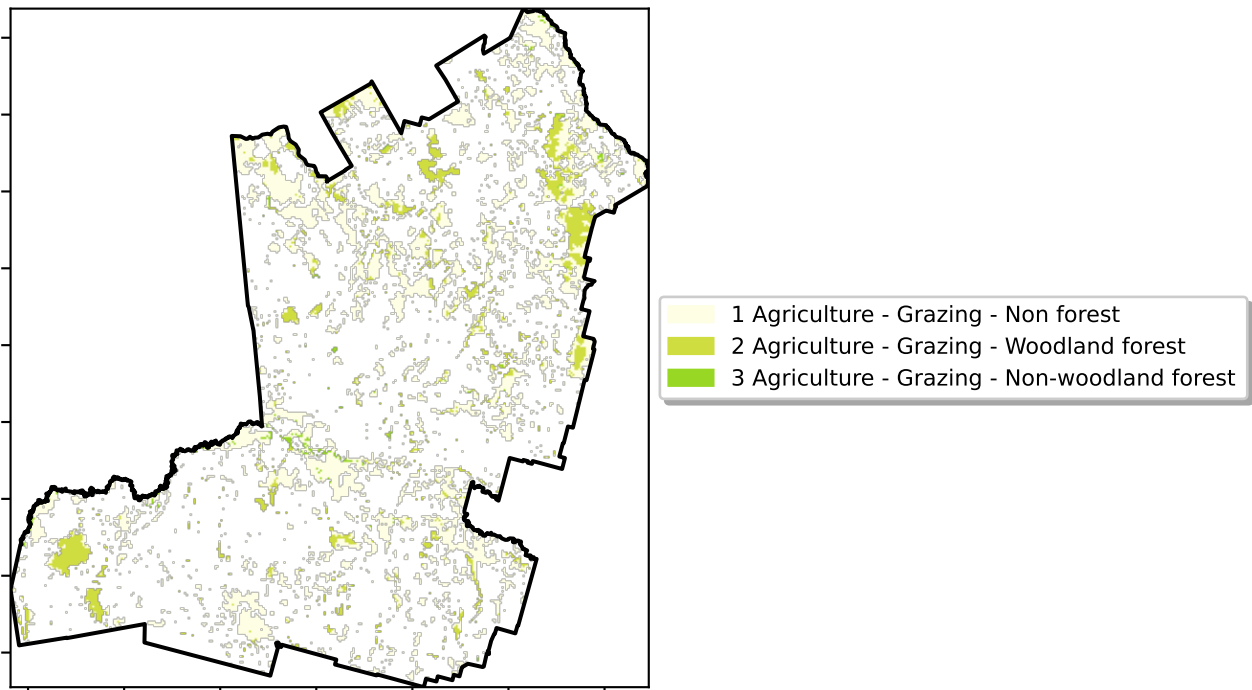 1 Agriculture - Grazing - Non forest
2 Agriculture - Grazing - Woodland forest
3 Agriculture - Grazing - Non-woodland forest